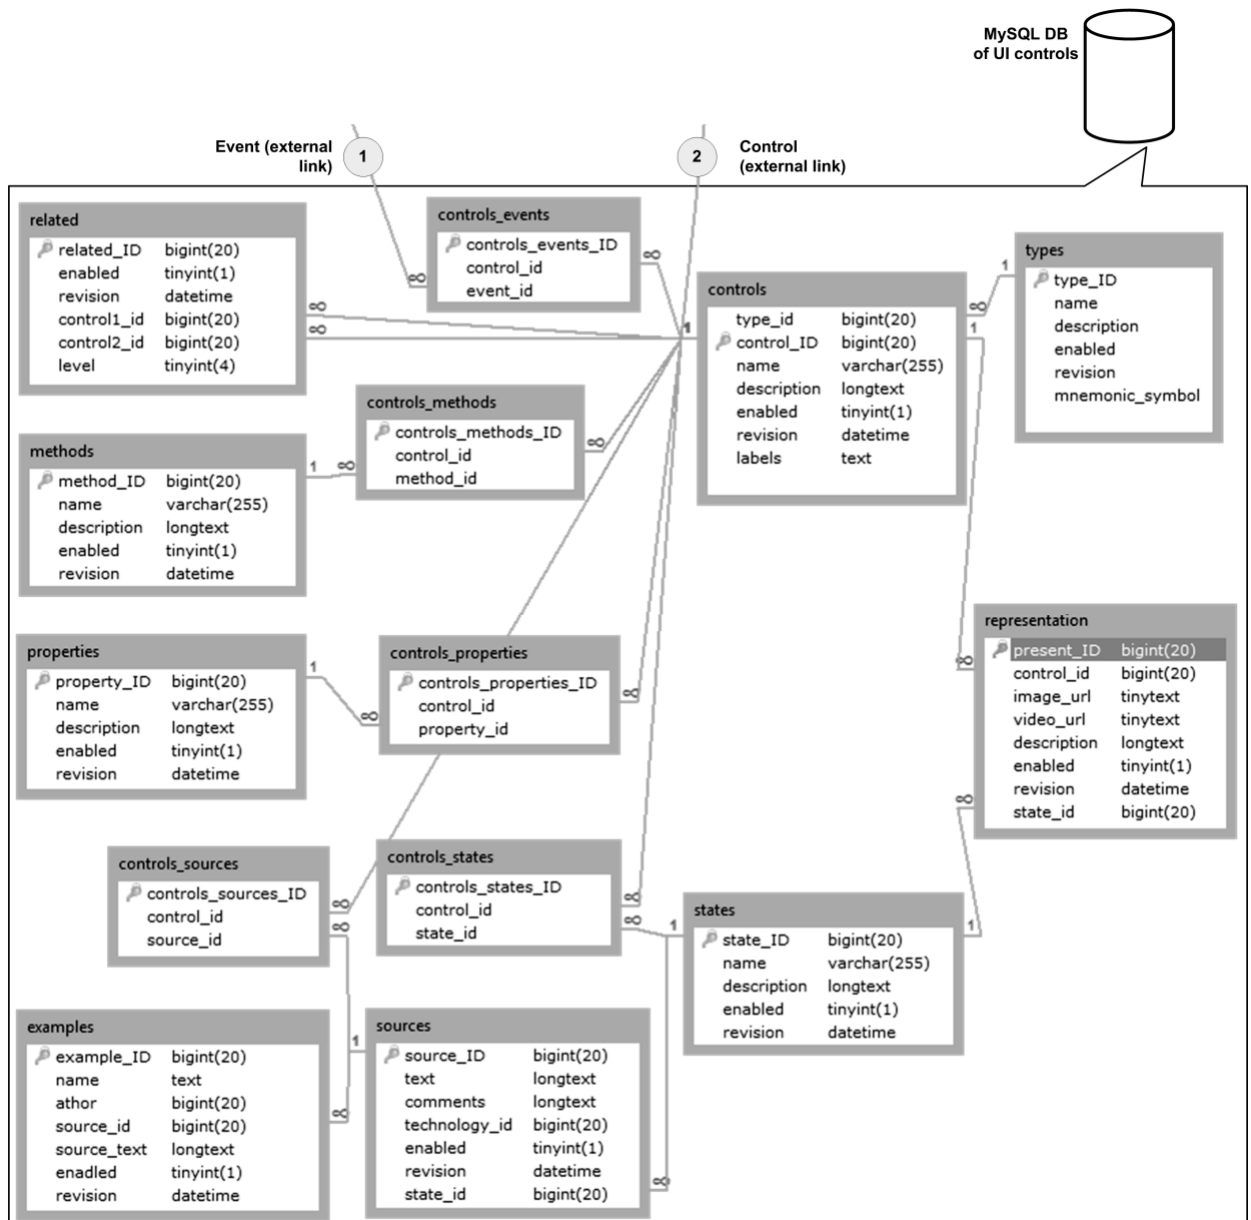 MySQL DB
of UI controls
Event (external
link)
1
2
Control
(external link)
related
related_ID bigint(20)
enabled tinyint(1)
revision datetime
control1_id bigint(20)
control2_id bigint(20)
level tinyint(4)
∞
∞
controls_events
controls_events_ID
control_id
event_id
∞
∞
1
controls
type_id bigint(20)
control_ID bigint(20)
name varchar(255)
description longtext
enabled tinyint(1)
revision datetime
labels text
∞
1
1
types
type_ID
name
description
enabled
revision
mnemonic_symbol
controls_methods
controls_methods_ID
control_id
method_id
∞
methods
method_ID bigint(20)
name varchar(255)
description longtext
enabled tinyint(1)
revision datetime
1
∞
representation
present_ID bigint(20)
control_id bigint(20)
image_url tinytext
video_url tinytext
description longtext
enabled tinyint(1)
revision datetime
state_id bigint(20)
∞
∞
properties
property_ID bigint(20)
name varchar(255)
description longtext
enabled tinyint(1)
revision datetime
1
∞
controls_properties
controls_properties_ID
control_id
property_id
∞
controls_sources
controls_sources_ID
control_id
source_id
∞
∞
controls_states
controls_states_ID
control_id
state_id
∞
∞
1
states
state_ID bigint(20)
name varchar(255)
description longtext
enabled tinyint(1)
revision datetime
1
examples
example_ID bigint(20)
name text
athor bigint(20)
source_id bigint(20)
source_text longtext
enadled tinyint(1)
revision datetime
∞
1
sources
source_ID bigint(20)
text longtext
comments longtext
technology_id bigint(20)
enabled tinyint(1)
revision datetime
state_id bigint(20)
∞